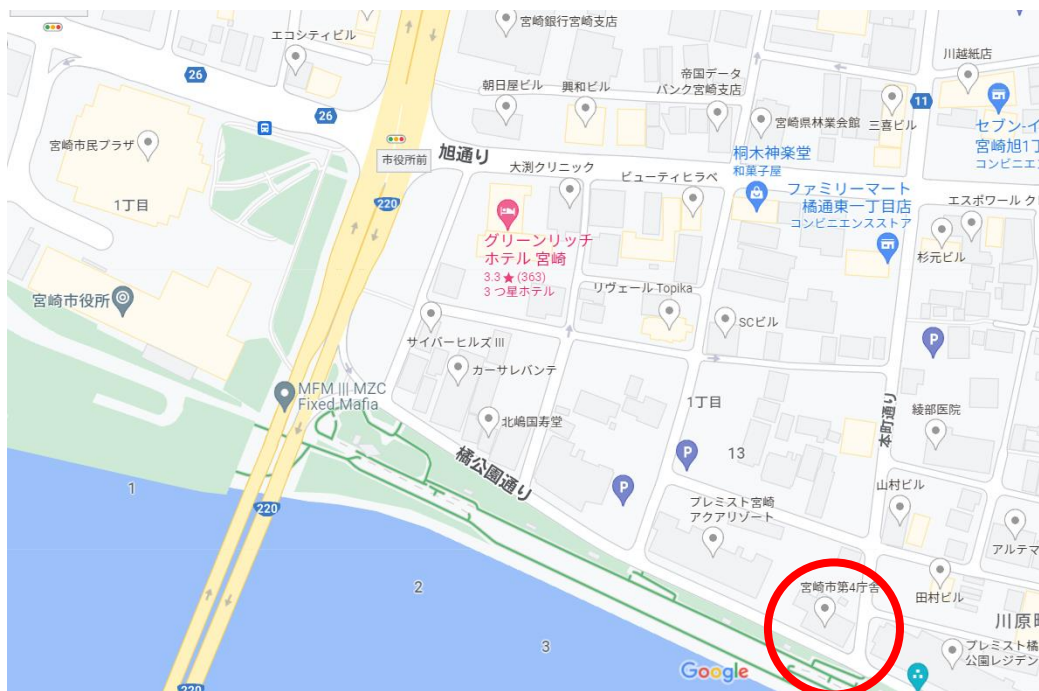 宮崎銀行宮崎支店
エコシティビル
26
川越紙店
帝国データ
バンク宮崎支店
朝日屋ビル
興和ビル
11
26
宮崎県林業会館
三喜ビル
セブン-イ
宮崎旭1丁
コンビニエン
宮崎市民プラザ
市役所前
旭通り
大渕クリニック
桐木神楽堂
和菓子屋
ビューティヒラベ
ファミリーマート
橘通東一丁目店
コンビニエンスストア
エスポワール ク
1丁目
220
グリーンリッチ
ホテル 宮崎
3.3★(363)
3 つ星ホテル
杉元ビル
宮崎市役所
リヴェール Topika
SCビル
サイバーヒルズ III
P
カーサレバンテ
MFM III MZC
Fixed Mafia
1丁目
綾部医院
北嶋国寿堂
本町通り
橘公園通り
P
13
P
山村ビル
1
220
プレミスト宮崎
アクアリゾート
アルテマ
2
宮崎市第4庁舎
田村ビル
川原町
3
プレミスト橘
公園レジデン
Google
220